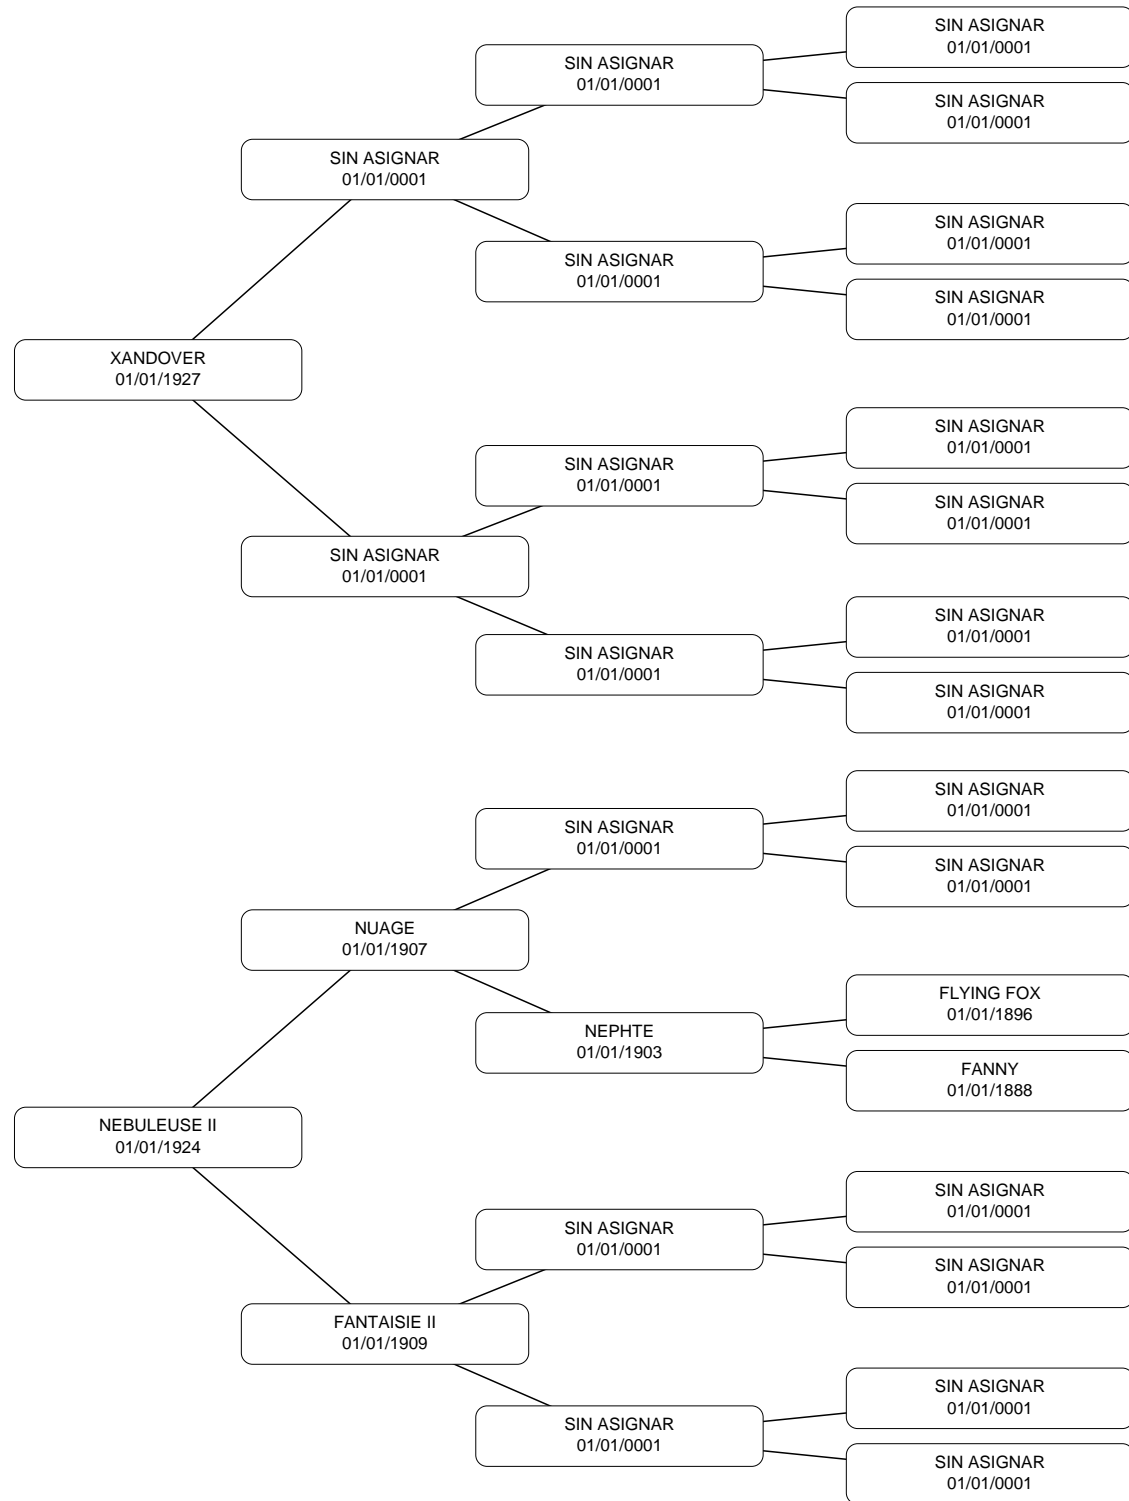 SIN ASIGNAR
01/01/0001
SIN ASIGNAR
01/01/0001
SIN ASIGNAR
01/01/0001
SIN ASIGNAR
01/01/0001
SIN ASIGNAR
01/01/0001
SIN ASIGNAR
01/01/0001
SIN ASIGNAR
01/01/0001
XANDOVER
01/01/1927
SIN ASIGNAR
01/01/0001
SIN ASIGNAR
01/01/0001
SIN ASIGNAR
01/01/0001
SIN ASIGNAR
01/01/0001
SIN ASIGNAR
01/01/0001
SIN ASIGNAR
01/01/0001
SIN ASIGNAR
01/01/0001
SIN ASIGNAR
01/01/0001
SIN ASIGNAR
01/01/0001
SIN ASIGNAR
01/01/0001
NUAGE
01/01/1907
FLYING FOX
01/01/1896
NEPHTE
01/01/1903
FANNY
01/01/1888
NEBULEUSE II
01/01/1924
SIN ASIGNAR
01/01/0001
SIN ASIGNAR
01/01/0001
SIN ASIGNAR
01/01/0001
FANTAISIE II
01/01/1909
SIN ASIGNAR
01/01/0001
SIN ASIGNAR
01/01/0001
SIN ASIGNAR
01/01/0001